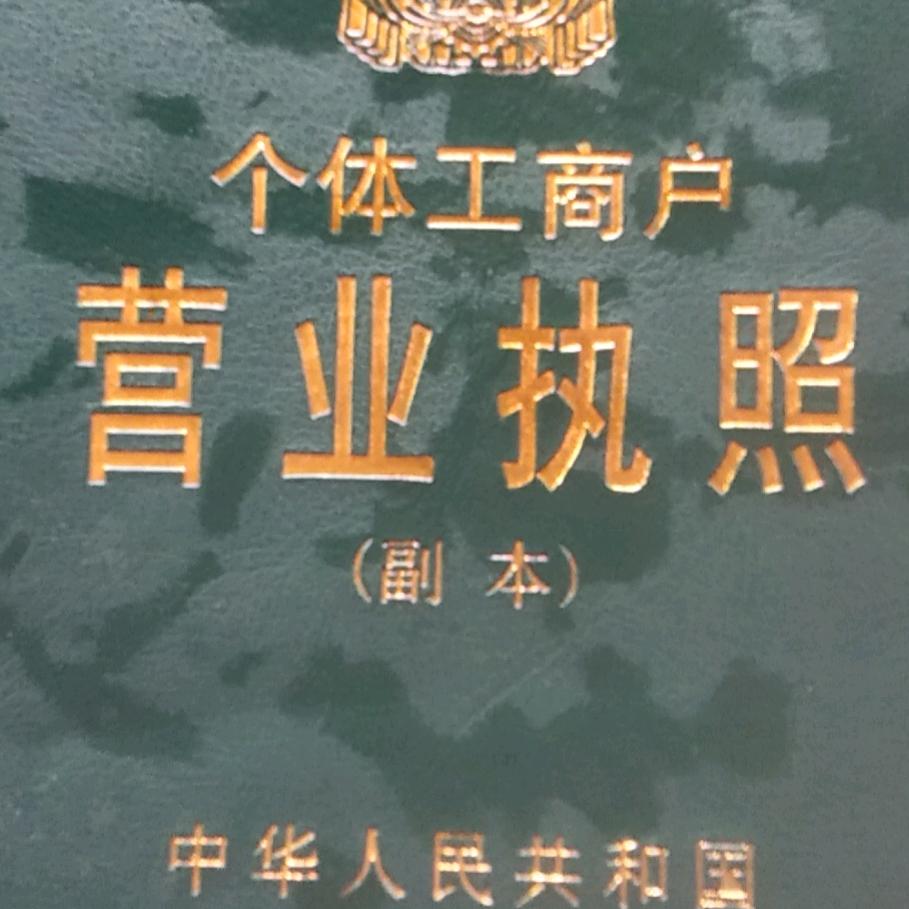 个体工商户
营业执照
(副 本)
中华人民共和国